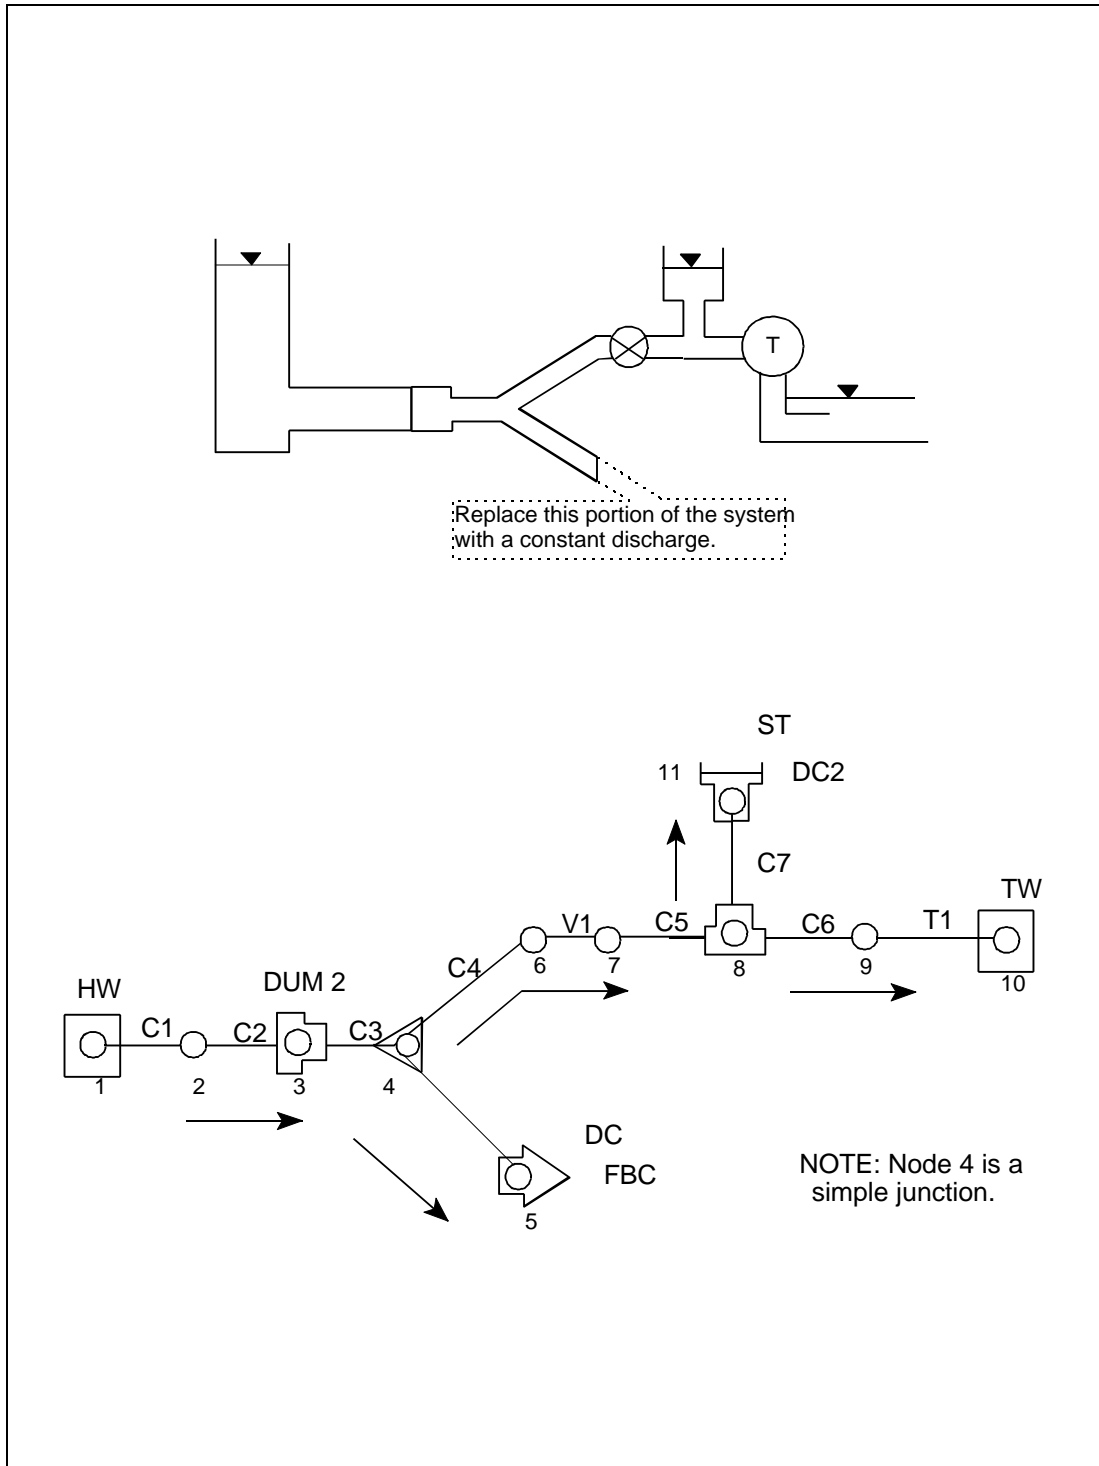 T
Replace this portion of the system
with a constant discharge.
ST
11
DC2
C7
TW
V1
C5
C6
T1
6
7
8
9
10
C4
HW
DUM 2
C1
C2
C3
1
2
3
4
DC
FBC
5
NOTE: Node 4 is a
simple junction.